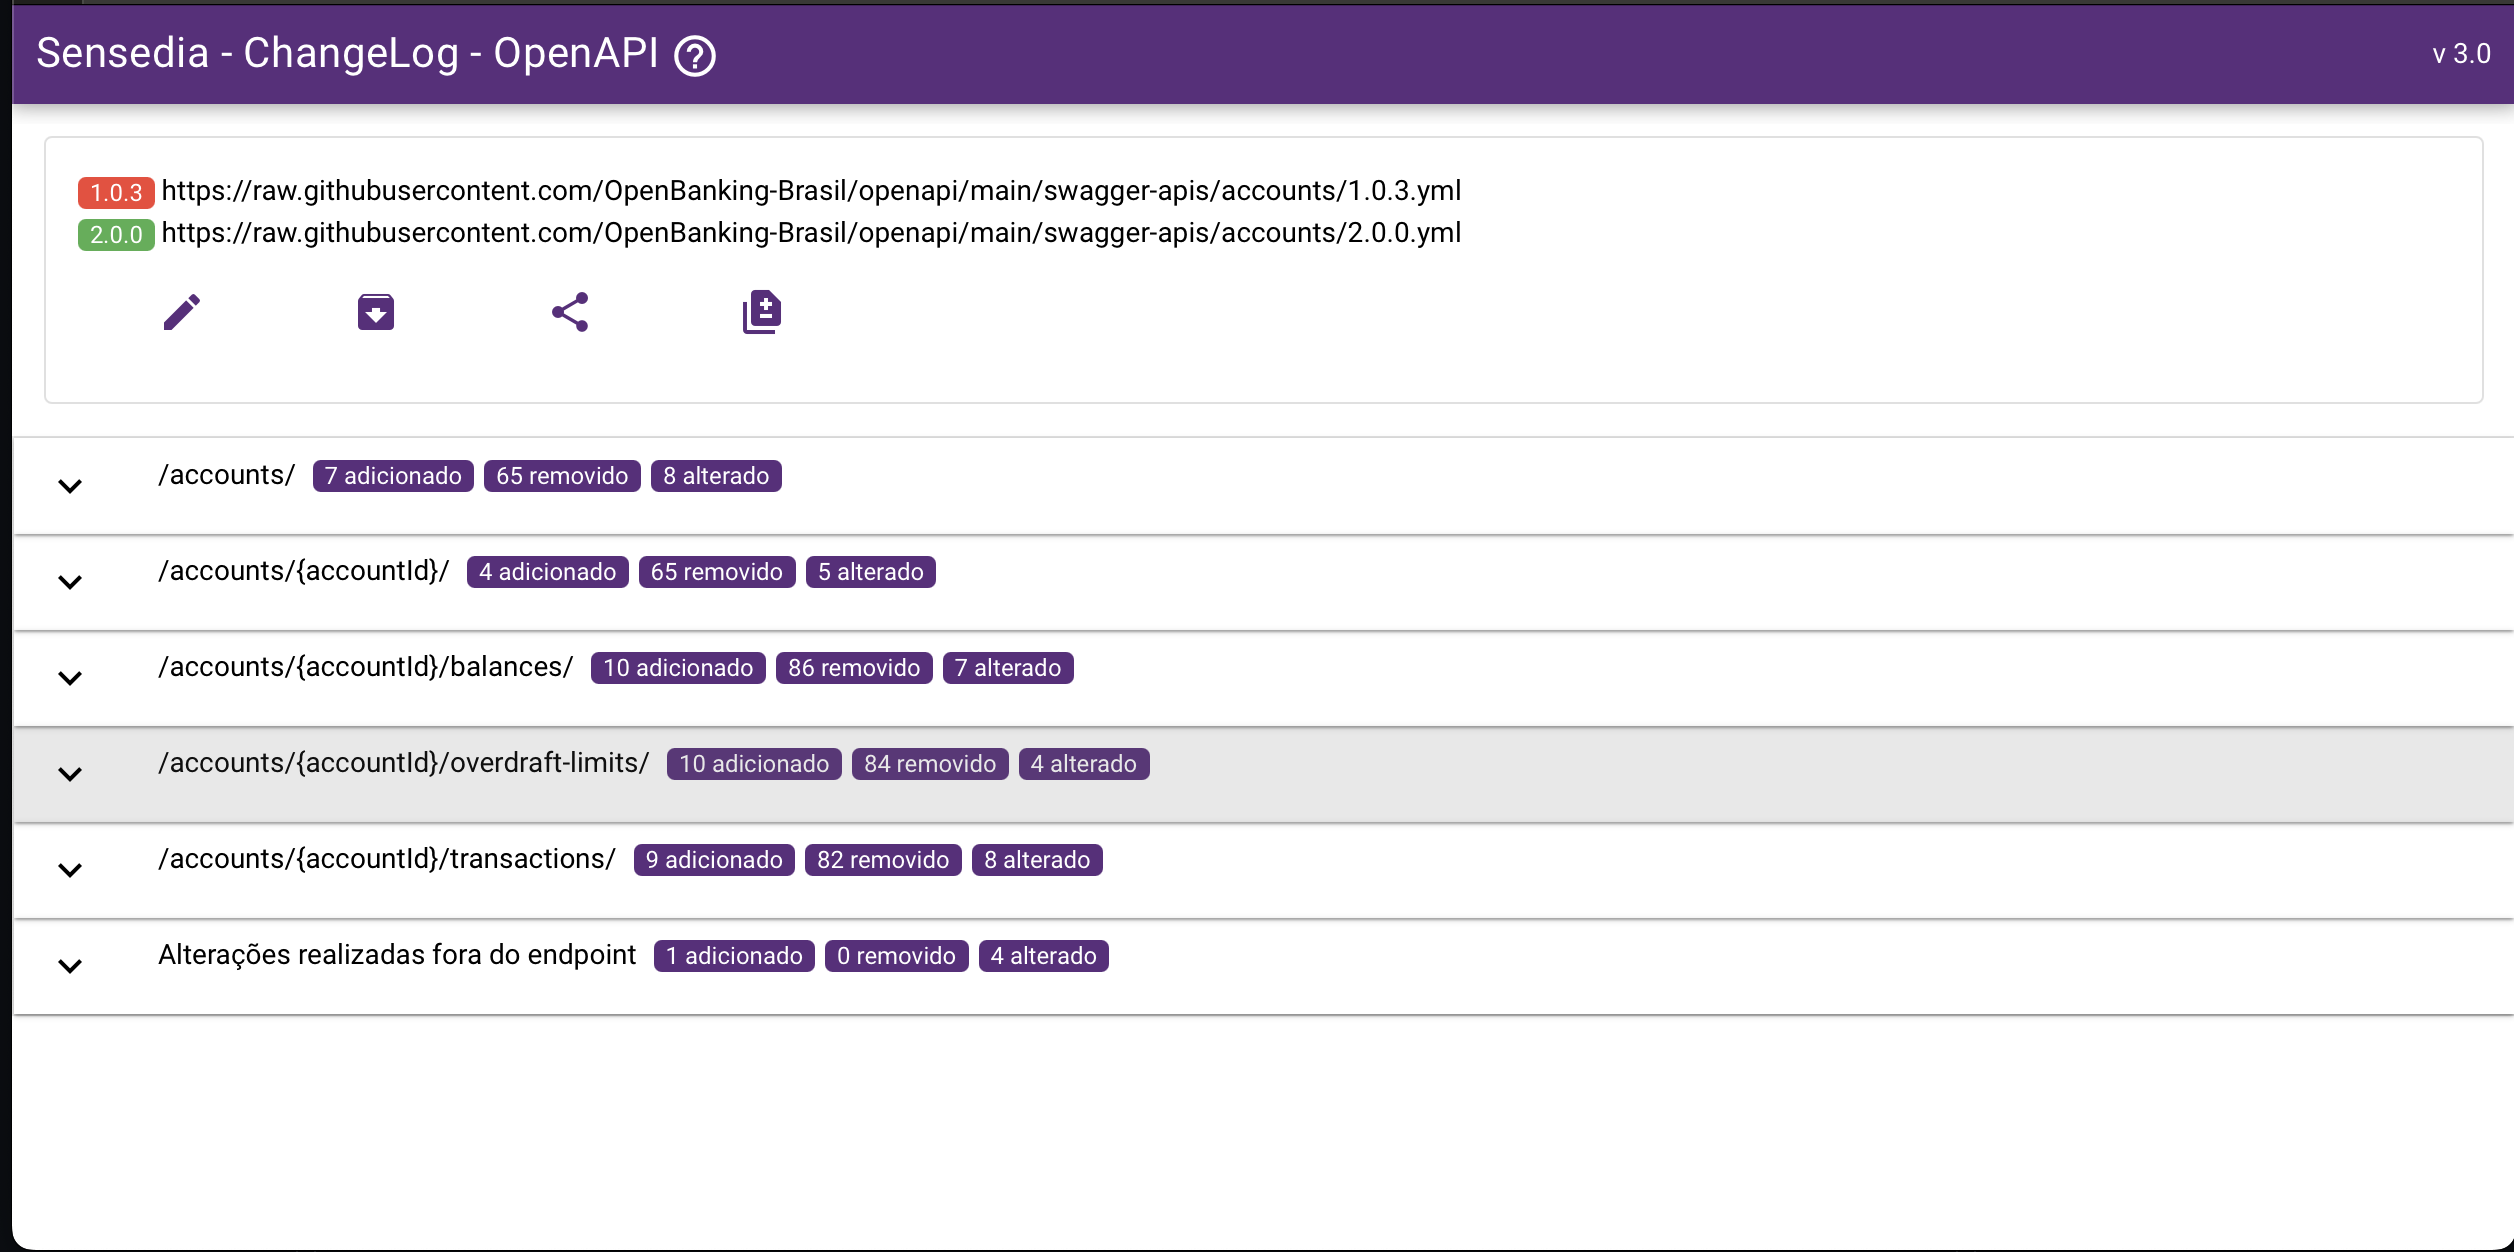 Sensedia - ChangeLog - OpenAPI
v 3.0
1.0.3 https://raw.githubusercontent.com/OpenBanking-Brasil/openapi/main/swagger-apis/accounts/1.0.3.yml
2.0.0 https://raw.githubusercontent.com/OpenBanking-Brasil/openapi/main/swagger-apis/accounts/2.0.0.yml
/accounts/ 7 adicionado 65 removido 8 alterado
/accounts/{accountId}/ 4 adicionado 65 removido 5 alterado
/accounts/{accountId}/balances/ 10 adicionado 86 removido 7 alterado
/accounts/{accountId}/overdraft-limits/ 10 adicionado 84 removido 4 alterado
/accounts/{accountId}/transactions/ 9 adicionado 82 removido 8 alterado
Alterações realizadas fora do endpoint 1 adicionado 0 removido 4 alterado